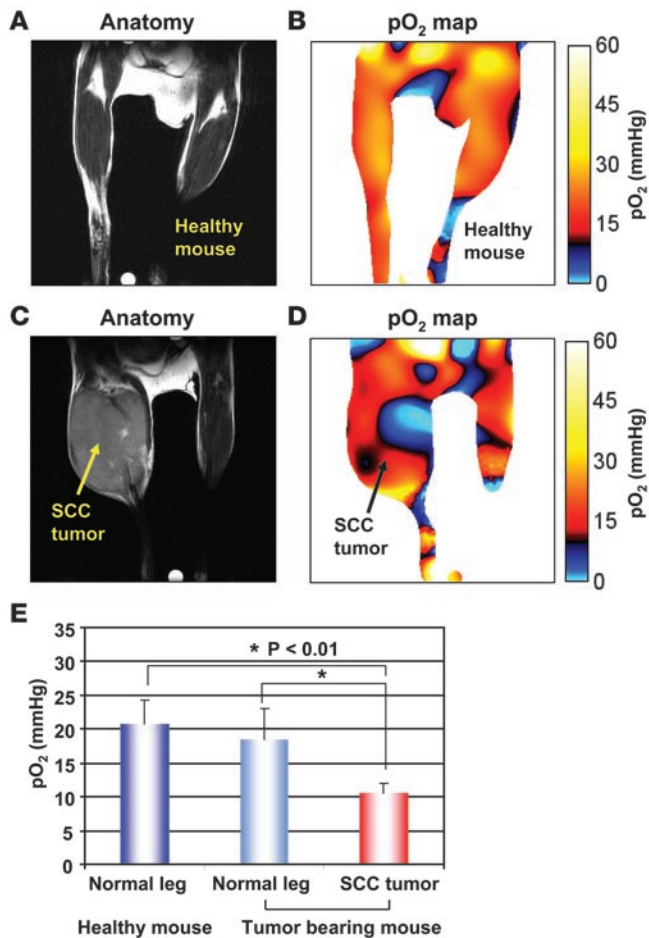 A
Anatomy
Healthy
mouse
B
pO2 map
Healthy
mouse
60
45
30
15
0
pO2 (mmHg)
C
Anatomy
SCC
tumor
D
pO2 map
SCC
tumor
60
45
30
15
0
pO2 (mmHg)
E
35
30
25
20
15
10
5
0
pO2 (mmHg)
* P < 0.01
*
Normal leg Normal leg SCC tumor
Healthy mouse Tumor bearing mouse